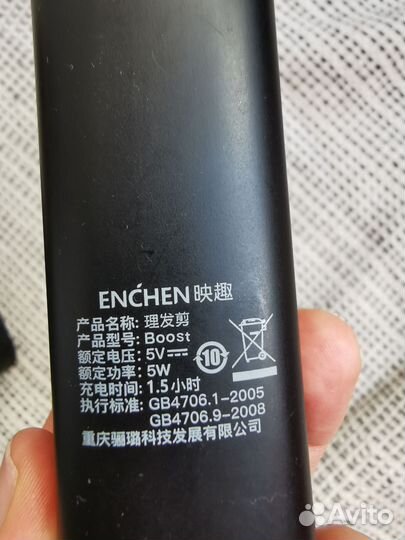 ENCHEN映趣
产品名称: 理发剪
产品型号: Boost
额定电压: 5V⎓
额定功率: 5W
充电时间: 1.5小时
执行标准: GB4706.1-2005
GB4706.9-2008
重庆骊璐科技发展有限公司
10
Avito